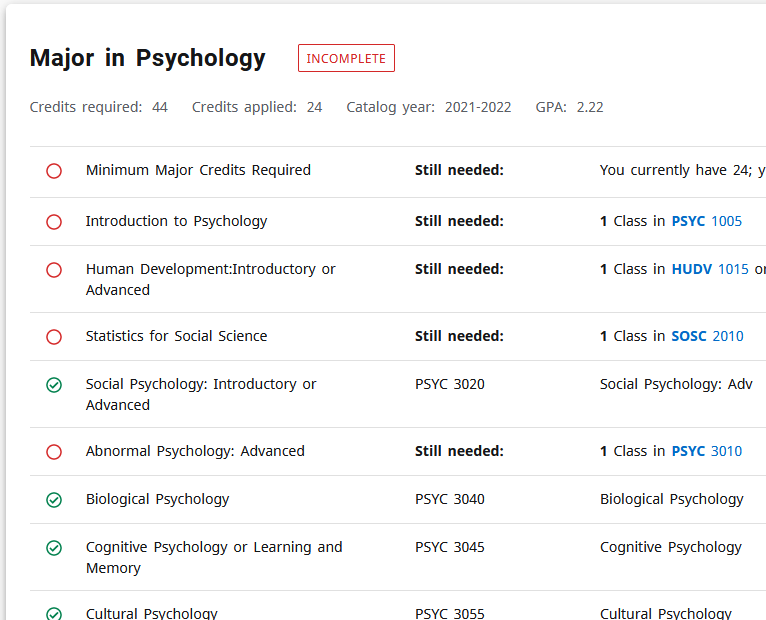 Major in Psychology INCOMPLETE
Credits required: 44 Credits applied: 24 Catalog year: 2021-2022 GPA: 2.22
Minimum Major Credits Required Still needed: You currently have 24; y
Introduction to Psychology Still needed: 1 Class in PSYC 1005
Human Development:Introductory or Still needed: 1 Class in HUDV 1015 or
Advanced
Statistics for Social Science Still needed: 1 Class in SOSC 2010
Social Psychology: Introductory or PSYC 3020 Social Psychology: Adv
Advanced
Abnormal Psychology: Advanced Still needed: 1 Class in PSYC 3010
Biological Psychology PSYC 3040 Biological Psychology
Cognitive Psychology or Learning and PSYC 3045 Cognitive Psychology
Memory
Cultural Psychology PSYC 3055 Cultural Psychology